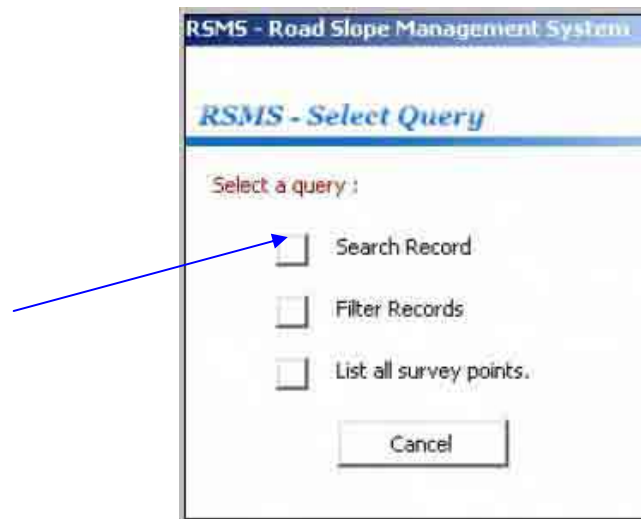 RSMS - Road Slope Management System
RSMS - Select Query
Select a query :
Search Record
Filter Records
List all survey points.
Cancel